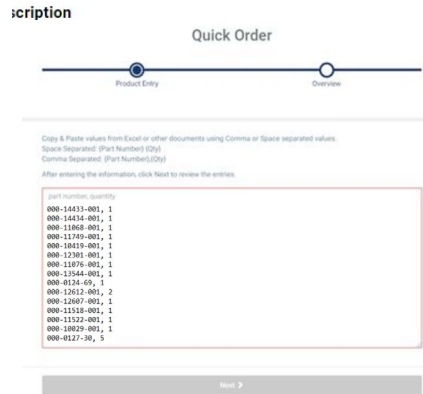 scription
Quick Order
Product Entry
Overview
Copy & Paste values from Excel or other documents using Comma or Space separated values.
Space Separated: {Part Number} {Qty}
Comma Separated: {Part Number},{Qty}
After entering the information, click Next to review the entries
part number, quantity
000-14433-001, 1
000-14434-001, 1
000-11068-001, 1
000-11749-001, 1
000-10419-001, 1
000-12301-001, 1
000-11076-001, 1
000-13544-001, 1
000-0124-69, 1
000-12612-001, 2
000-12607-001, 1
000-11518-001, 1
000-11522-001, 1
000-10029-001, 1
000-0127-30, 5
Next >